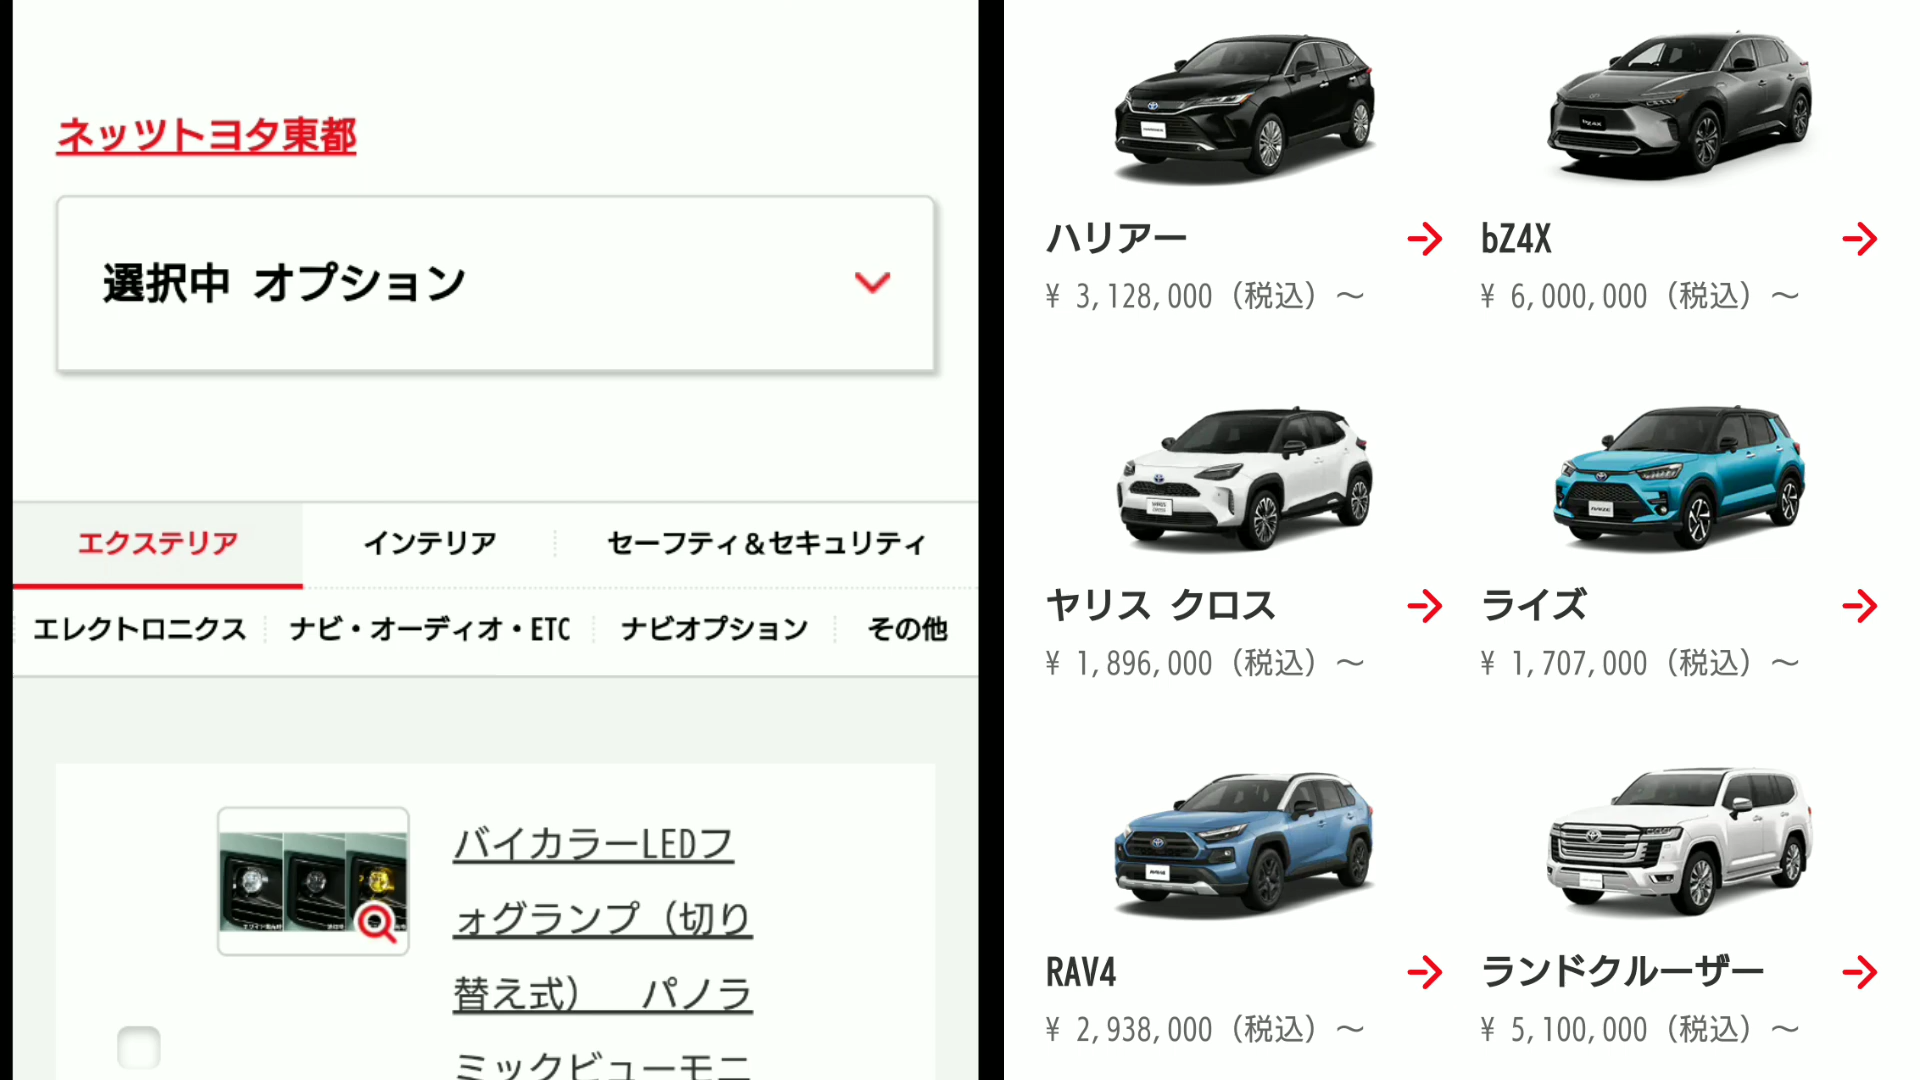 ネッツトヨタ東都
選択中 オプション
エクステリア
インテリア
セーフティ＆セキュリティ
エレクトロニクス
ナビ・オーディオ・ETC
ナビオプション
その他
バイカラーLEDフ
ォグランプ（切り
替え式）　パノラ
ミックビューモニ
ハリアー
¥ 3,128,000（税込）～
bZ4X
¥ 6,000,000（税込）～
ヤリス クロス
¥ 1,896,000（税込）～
ライズ
¥ 1,707,000（税込）～
RAV4
¥ 2,938,000（税込）～
ランドクルーザー
¥ 5,100,000（税込）～